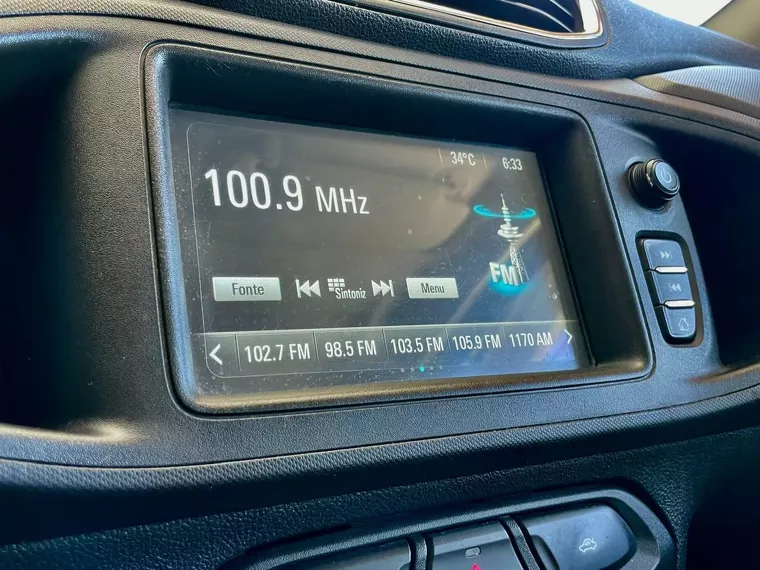 34°C 6:33
100.9 MHz
FM
Fonte Sintoniz Menu
102.7 FM 98.5 FM 103.5 FM 105.9 FM 1170 AM